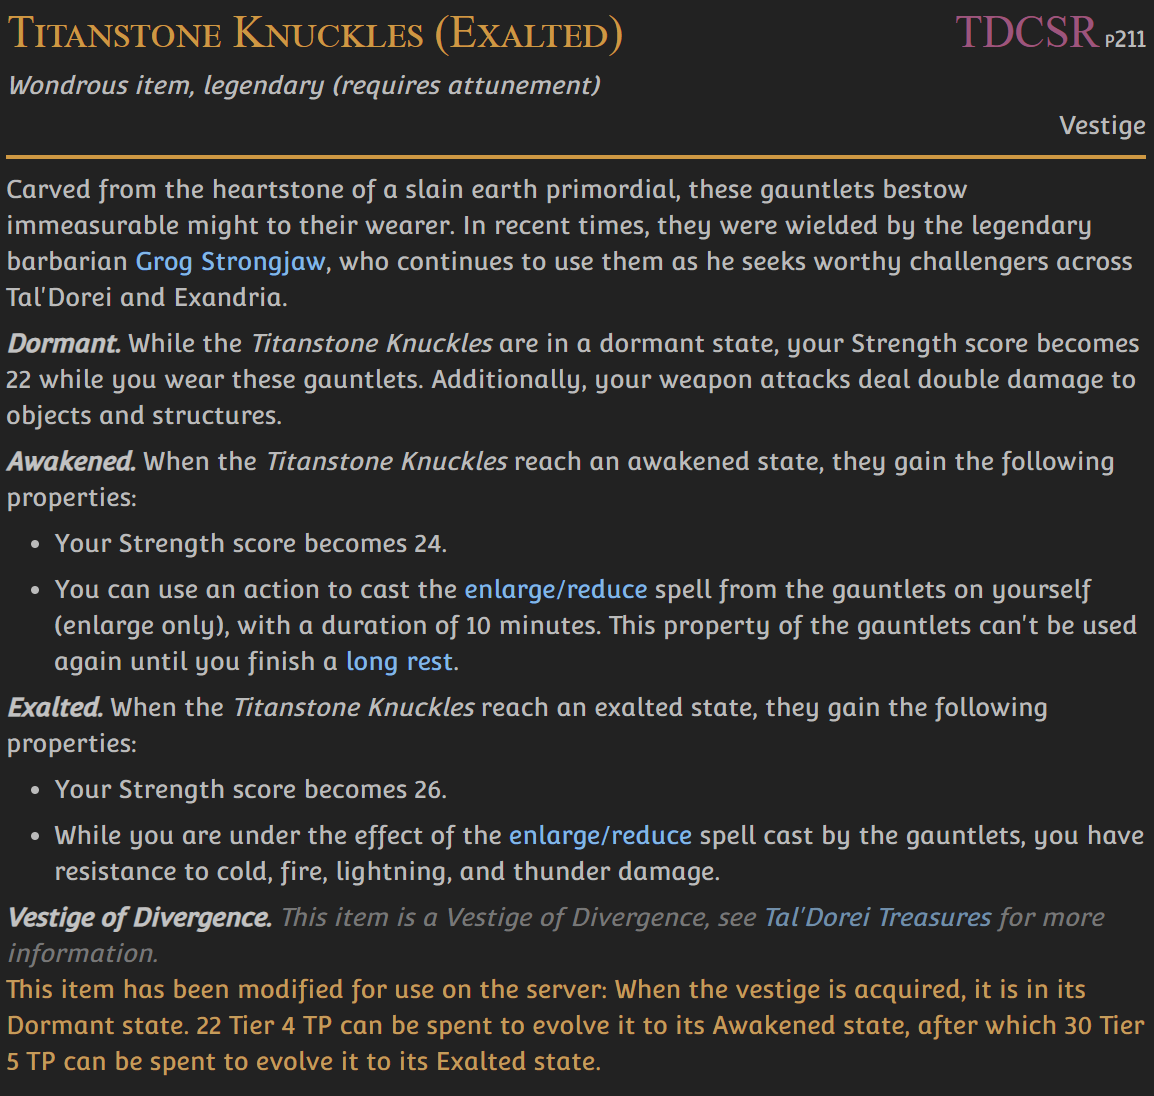 Titanstone Knuckles (Exalted) TDCSR P211
Wondrous item, legendary (requires attunement)
Vestige
Carved from the heartstone of a slain earth primordial, these gauntlets bestow
immeasurable might to their wearer. In recent times, they were wielded by the legendary
barbarian Grog Strongjaw, who continues to use them as he seeks worthy challengers across
Tal'Dorei and Exandria.
Dormant. While the Titanstone Knuckles are in a dormant state, your Strength score becomes
22 while you wear these gauntlets. Additionally, your weapon attacks deal double damage to
objects and structures.
Awakened. When the Titanstone Knuckles reach an awakened state, they gain the following
properties:
• Your Strength score becomes 24.
• You can use an action to cast the enlarge/reduce spell from the gauntlets on yourself
(enlarge only), with a duration of 10 minutes. This property of the gauntlets can't be used
again until you finish a long rest.
Exalted. When the Titanstone Knuckles reach an exalted state, they gain the following
properties:
• Your Strength score becomes 26.
• While you are under the effect of the enlarge/reduce spell cast by the gauntlets, you have
resistance to cold, fire, lightning, and thunder damage.
Vestige of Divergence. This item is a Vestige of Divergence, see Tal'Dorei Treasures for more
information.
This item has been modified for use on the server: When the vestige is acquired, it is in its
Dormant state. 22 Tier 4 TP can be spent to evolve it to its Awakened state, after which 30 Tier
5 TP can be spent to evolve it to its Exalted state.